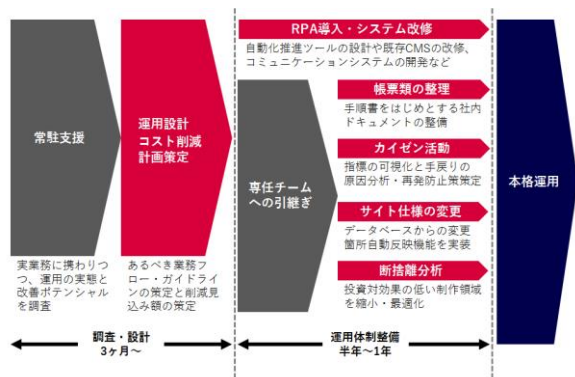 RPA導入・システム改修
自動化推進ツールの設計や既存CMSの改修、
コミュニケーションシステムの開発など
常駐支援
実業務に携わりつ
つ、運用の実態と
改善ポテンシャル
を調査
運用設計
コスト削減
計画策定
あるべき業務フ
ロー・ガイドライ
ンの策定と削減見
込み額の策定
専任チーム
への引継ぎ
帳票類の整理
手順書をはじめとする社内
ドキュメントの整備
カイゼン活動
指標の可視化と手戻りの
原因分析・再発防止策策定
サイト仕様の変更
データベースからの変更
箇所自動反映機能を実装
断捨離分析
投資対効果の低い制作領域
を縮小・最適化
本格運用
調査・設計
3ヶ月～
運用体制整備
半年～1年